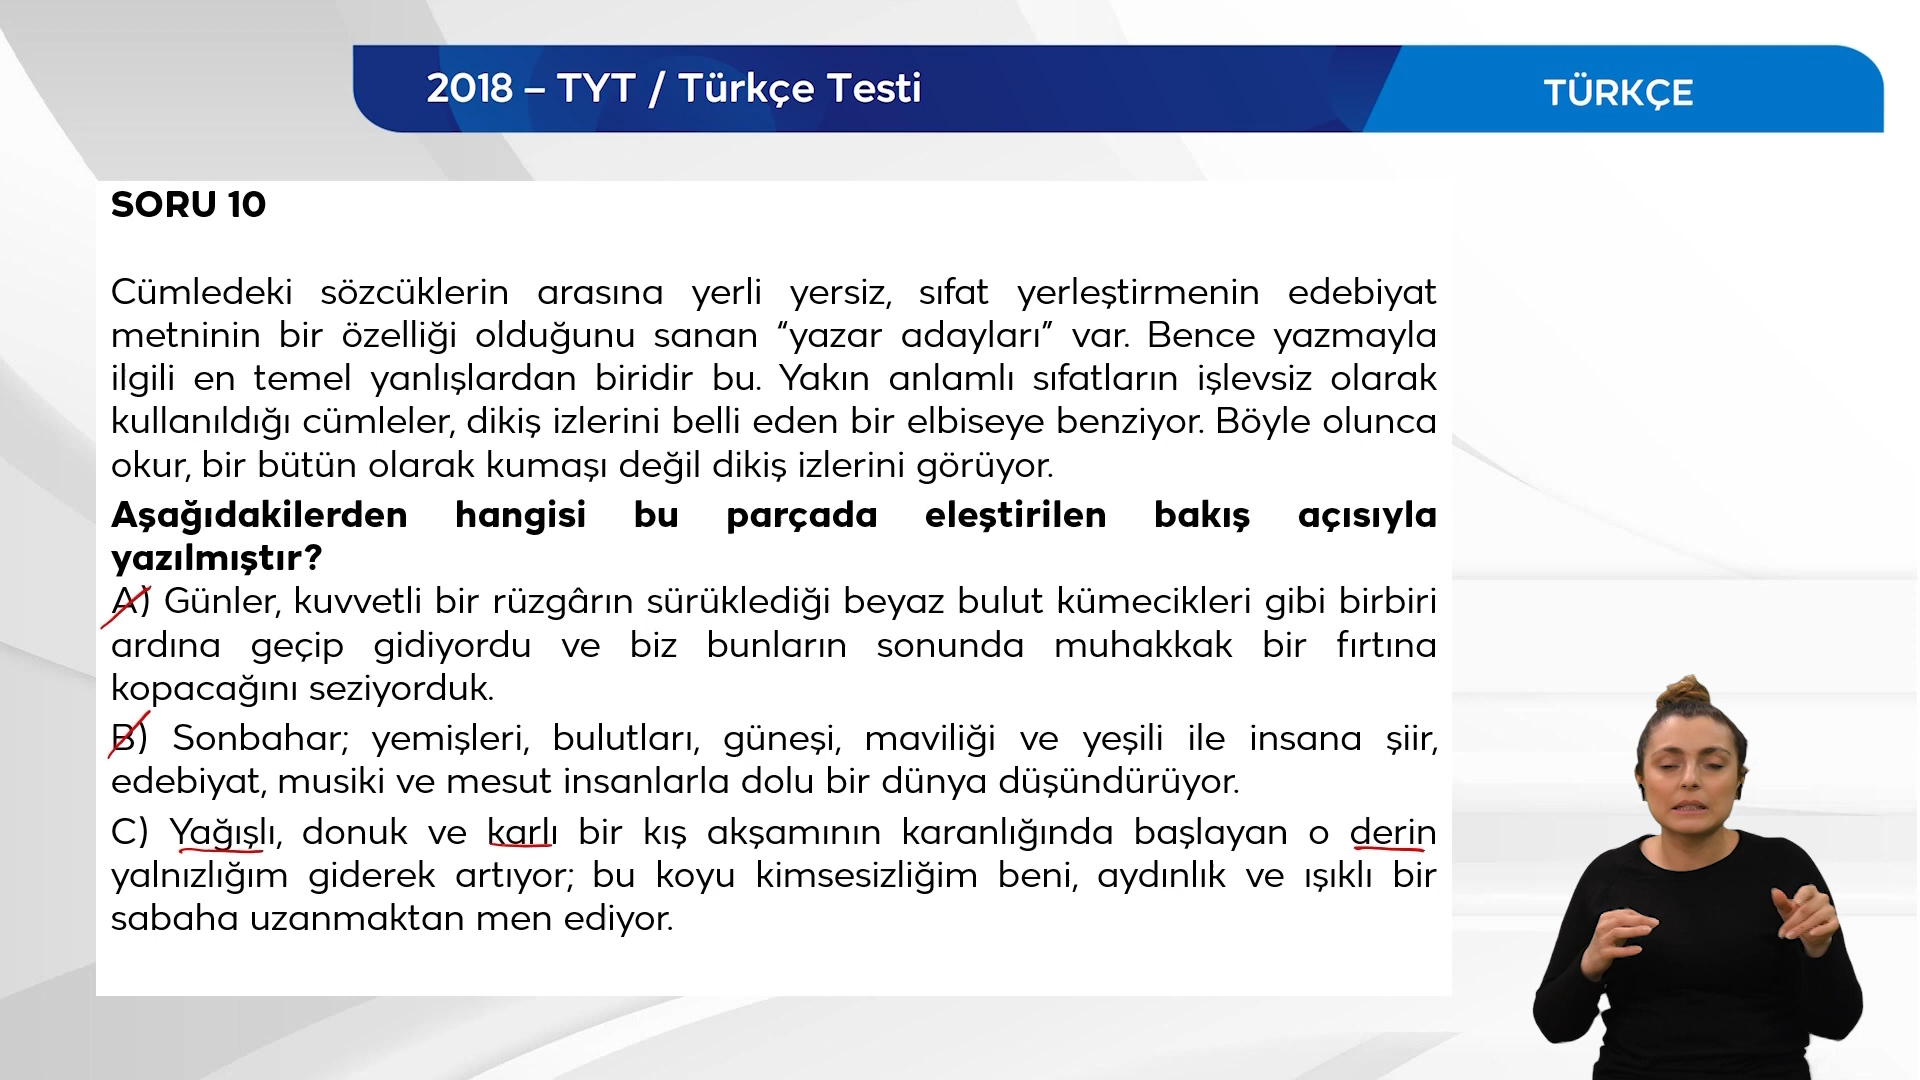 2018 – TYT / Türkçe Testi
TÜRKÇE
SORU 10
Cümledeki sözcüklerin arasına yerli yersiz, sıfat yerleştirmenin edebiyat
metninin bir özelliği olduğunu sanan “yazar adayları” var. Bence yazmayla
ilgili en temel yanlışlardan biridir bu. Yakın anlamlı sıfatların işlevsiz olarak
kullanıldığı cümleler, dikiş izlerini belli eden bir elbiseye benziyor. Böyle olunca
okur, bir bütün olarak kumaşı değil dikiş izlerini görüyor.
Aşağıdakilerden hangisi bu parçada eleştirilen bakış açısıyla
yazılmıştır?
A) Günler, kuvvetli bir rüzgârın sürüklediği beyaz bulut kümecikleri gibi birbiri
ardına geçip gidiyordu ve biz bunların sonunda muhakkak bir fırtına
kopacağını seziyorduk.
B) Sonbahar; yemişleri, bulutları, güneşi, maviliği ve yeşili ile insana şiir,
edebiyat, musiki ve mesut insanlarla dolu bir dünya düşündürüyor.
C) Yağışlı, donuk ve karlı bir kış akşamının karanlığında başlayan o derin
yalnızlığım giderek artıyor; bu koyu kimsesizliğim beni, aydınlık ve ışıklı bir
sabaha uzanmaktan men ediyor.